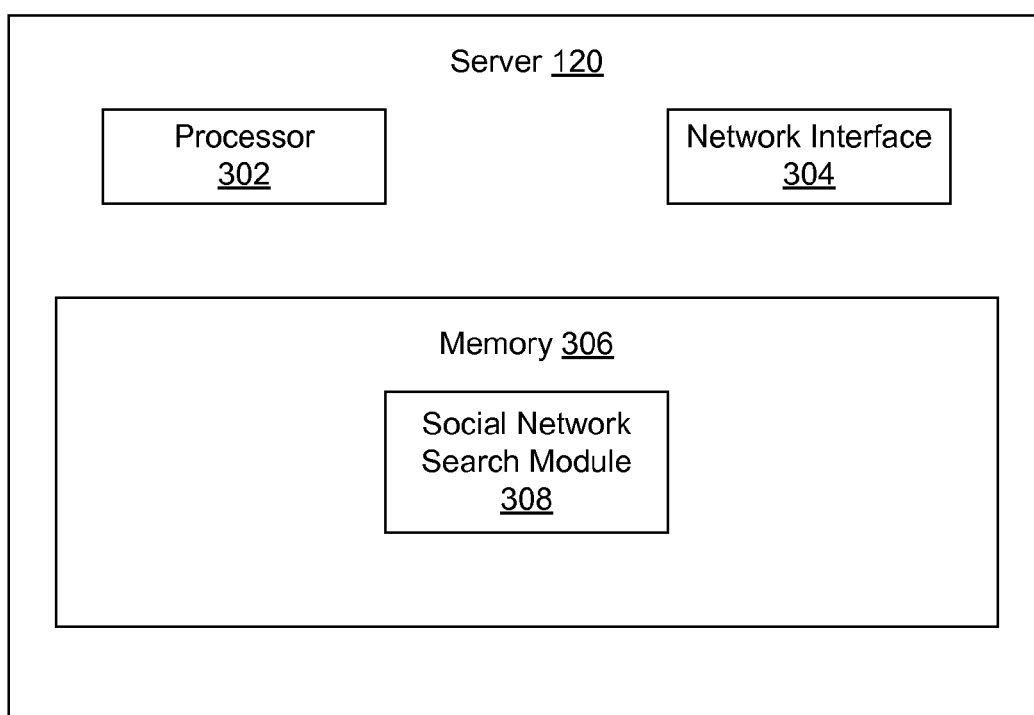 Server 120
Processor
302
Network Interface
304
Memory 306
Social Network
Search Module
308